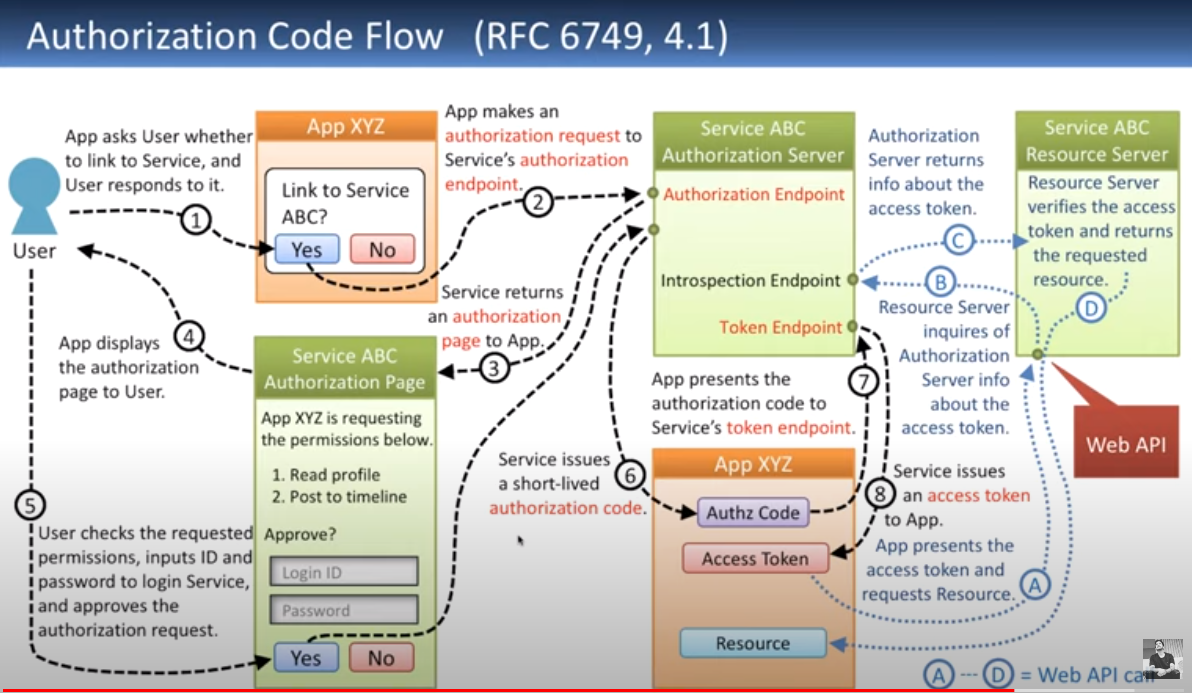 Authorization Code Flow (RFC 6749, 4.1)
App asks User whether
to link to Service, and
User responds to it.
1
User
App XYZ
Link to Service
ABC?
Yes
No
App makes an
authorization request to
Service's authorization
endpoint.
2
Service ABC
Authorization Server
Authorization Endpoint
Introspection Endpoint
Token Endpoint
Authorization
Server returns
info about the
access token.
C
B
Service ABC
Resource Server
Resource Server
verifies the access
token and returns
the requested
resource.
D
Resource Server
inquires of
Authorization
Server info
about the
access token.
Web API
Service returns
an authorization
page to App.
3
4
App displays
the authorization
page to User.
Service ABC
Authorization Page
App XYZ is requesting
the permissions below.
1. Read profile
2. Post to timeline
Approve?
Login ID
Password
Yes
No
5
User checks the requested
permissions, inputs ID and
password to login Service,
and approves the
authorization request.
Service issues
a short-lived
authorization code.
6
App presents the
authorization code to
Service's token endpoint.
7
App XYZ
Authz Code
Access Token
Resource
8
Service issues
an access token
to App.
App presents the
access token and
requests Resource.
A
A --- D = Web API call